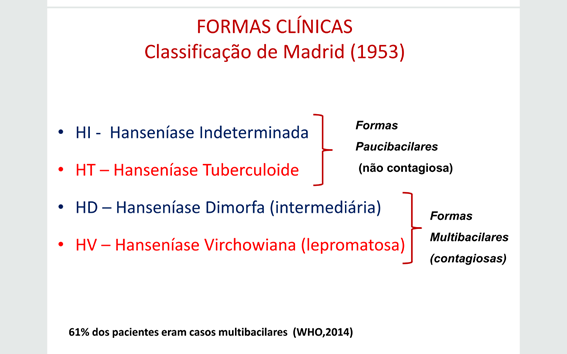 FORMAS CLÍNICAS
Classificação de Madrid (1953)
• HI - Hanseníase Indeterminada
• HT – Hanseníase Tuberculoide
Formas
Paucibacilares
(não contagiosa)
• HD – Hanseníase Dimorfa (intermediária)
• HV – Hanseníase Virchowiana (lepromatosa)
Formas
Multibacilares
(contagiosas)
61% dos pacientes eram casos multibacilares (WHO,2014)